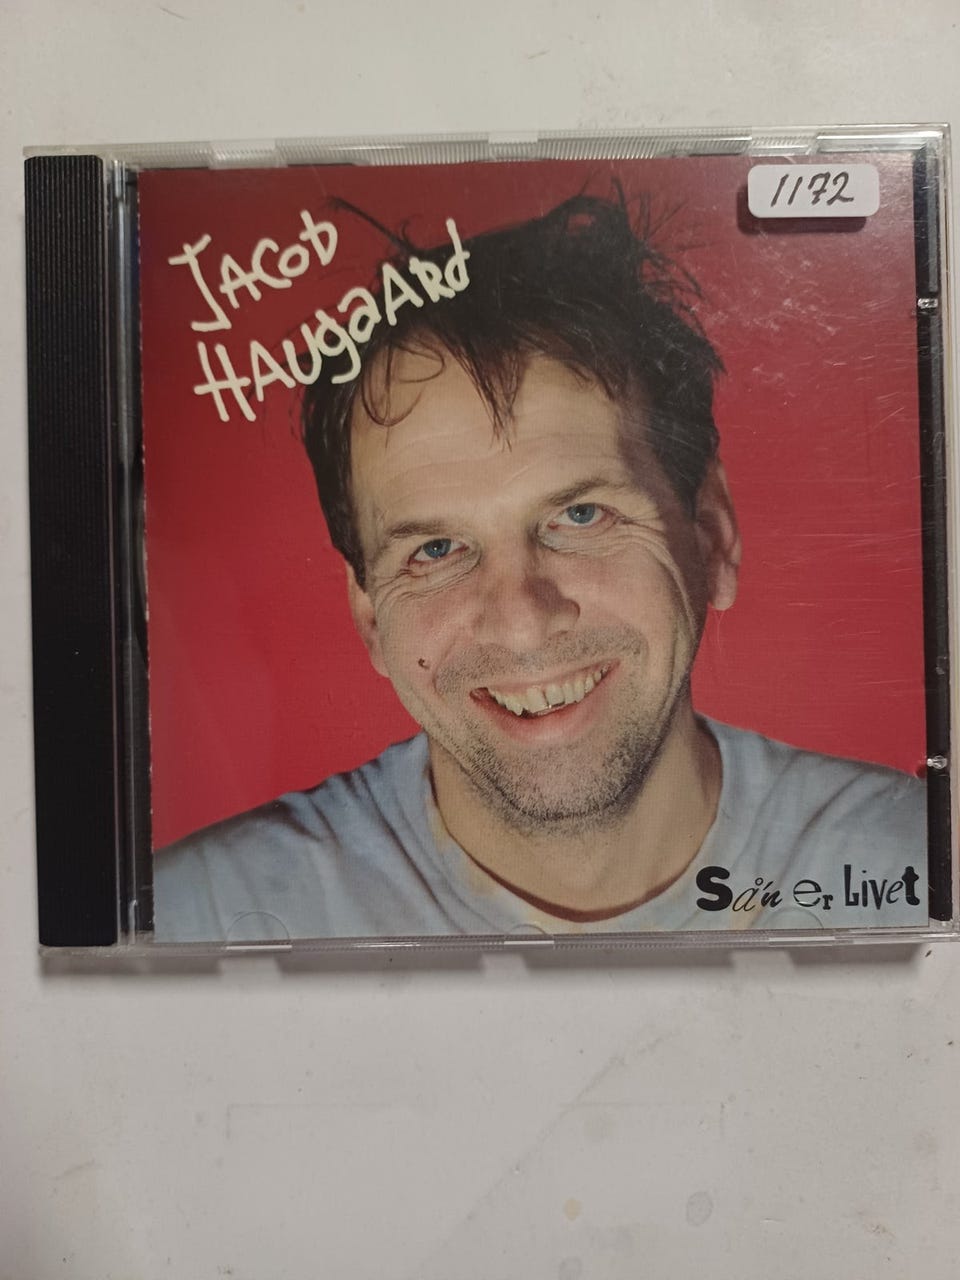 1172
JACOB
HAUgaARd
Så'n er Livet